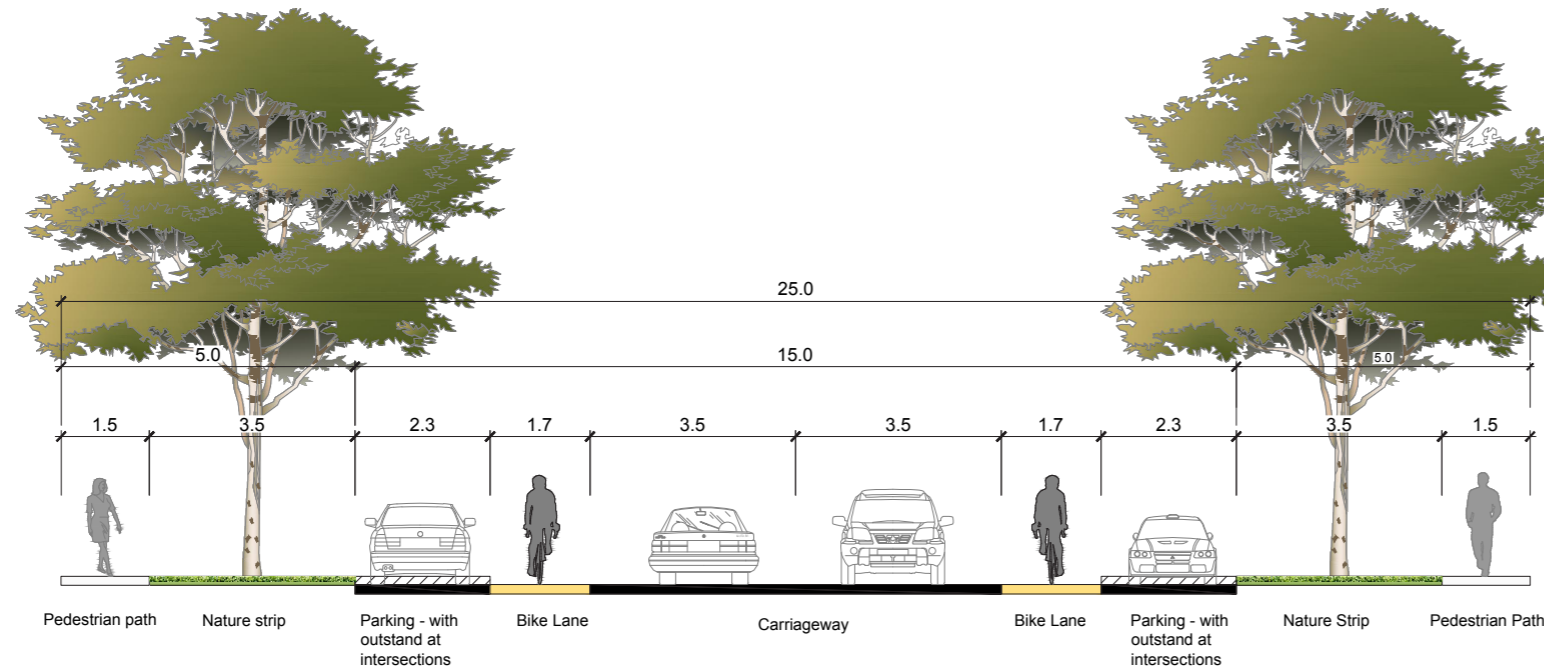 25.0
5.0
15.0
5.0
1.5
3.5
2.3
1.7
3.5
3.5
1.7
2.3
3.5
1.5
Pedestrian path
Nature strip
Parking - with
outstand at
intersections
Bike Lane
Carriageway
Bike Lane
Parking - with
outstand at
intersections
Nature Strip
Pedestrian Path